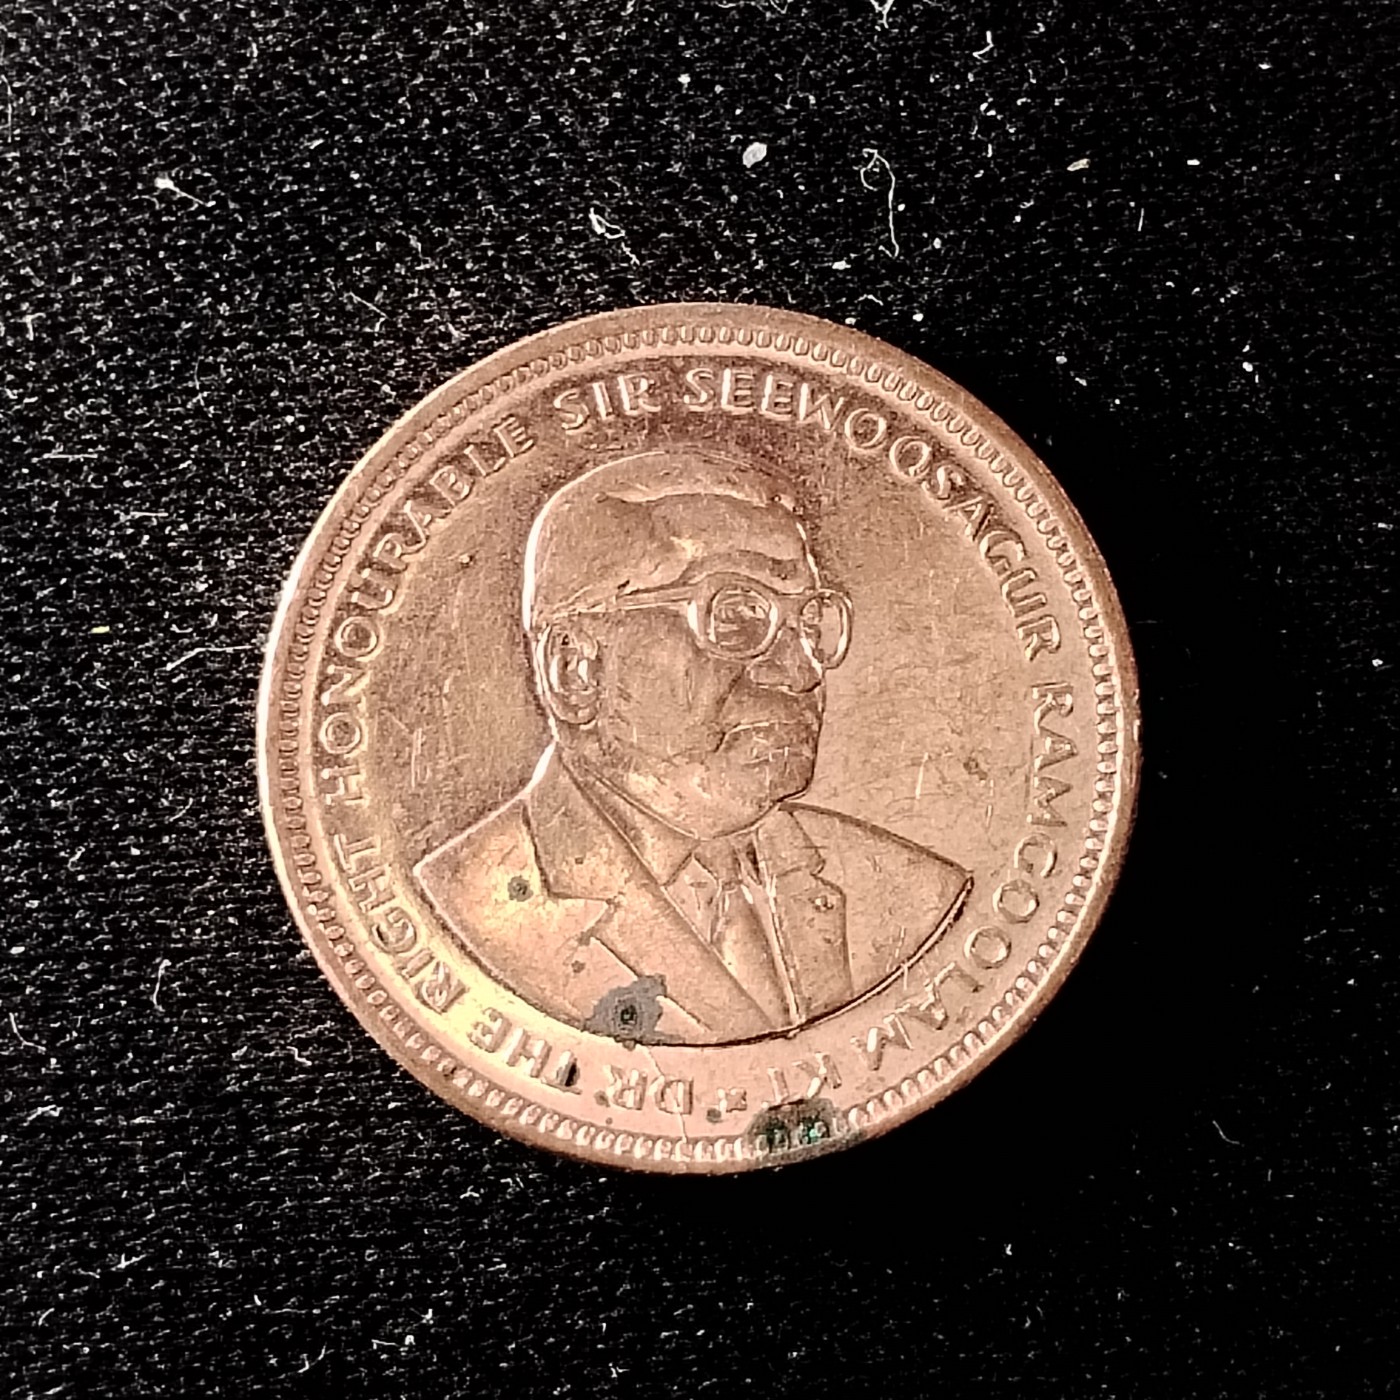 DR THE RIGHT HONOURABLE SIR SEEWOOSAGUR RAMGOOLAM KT